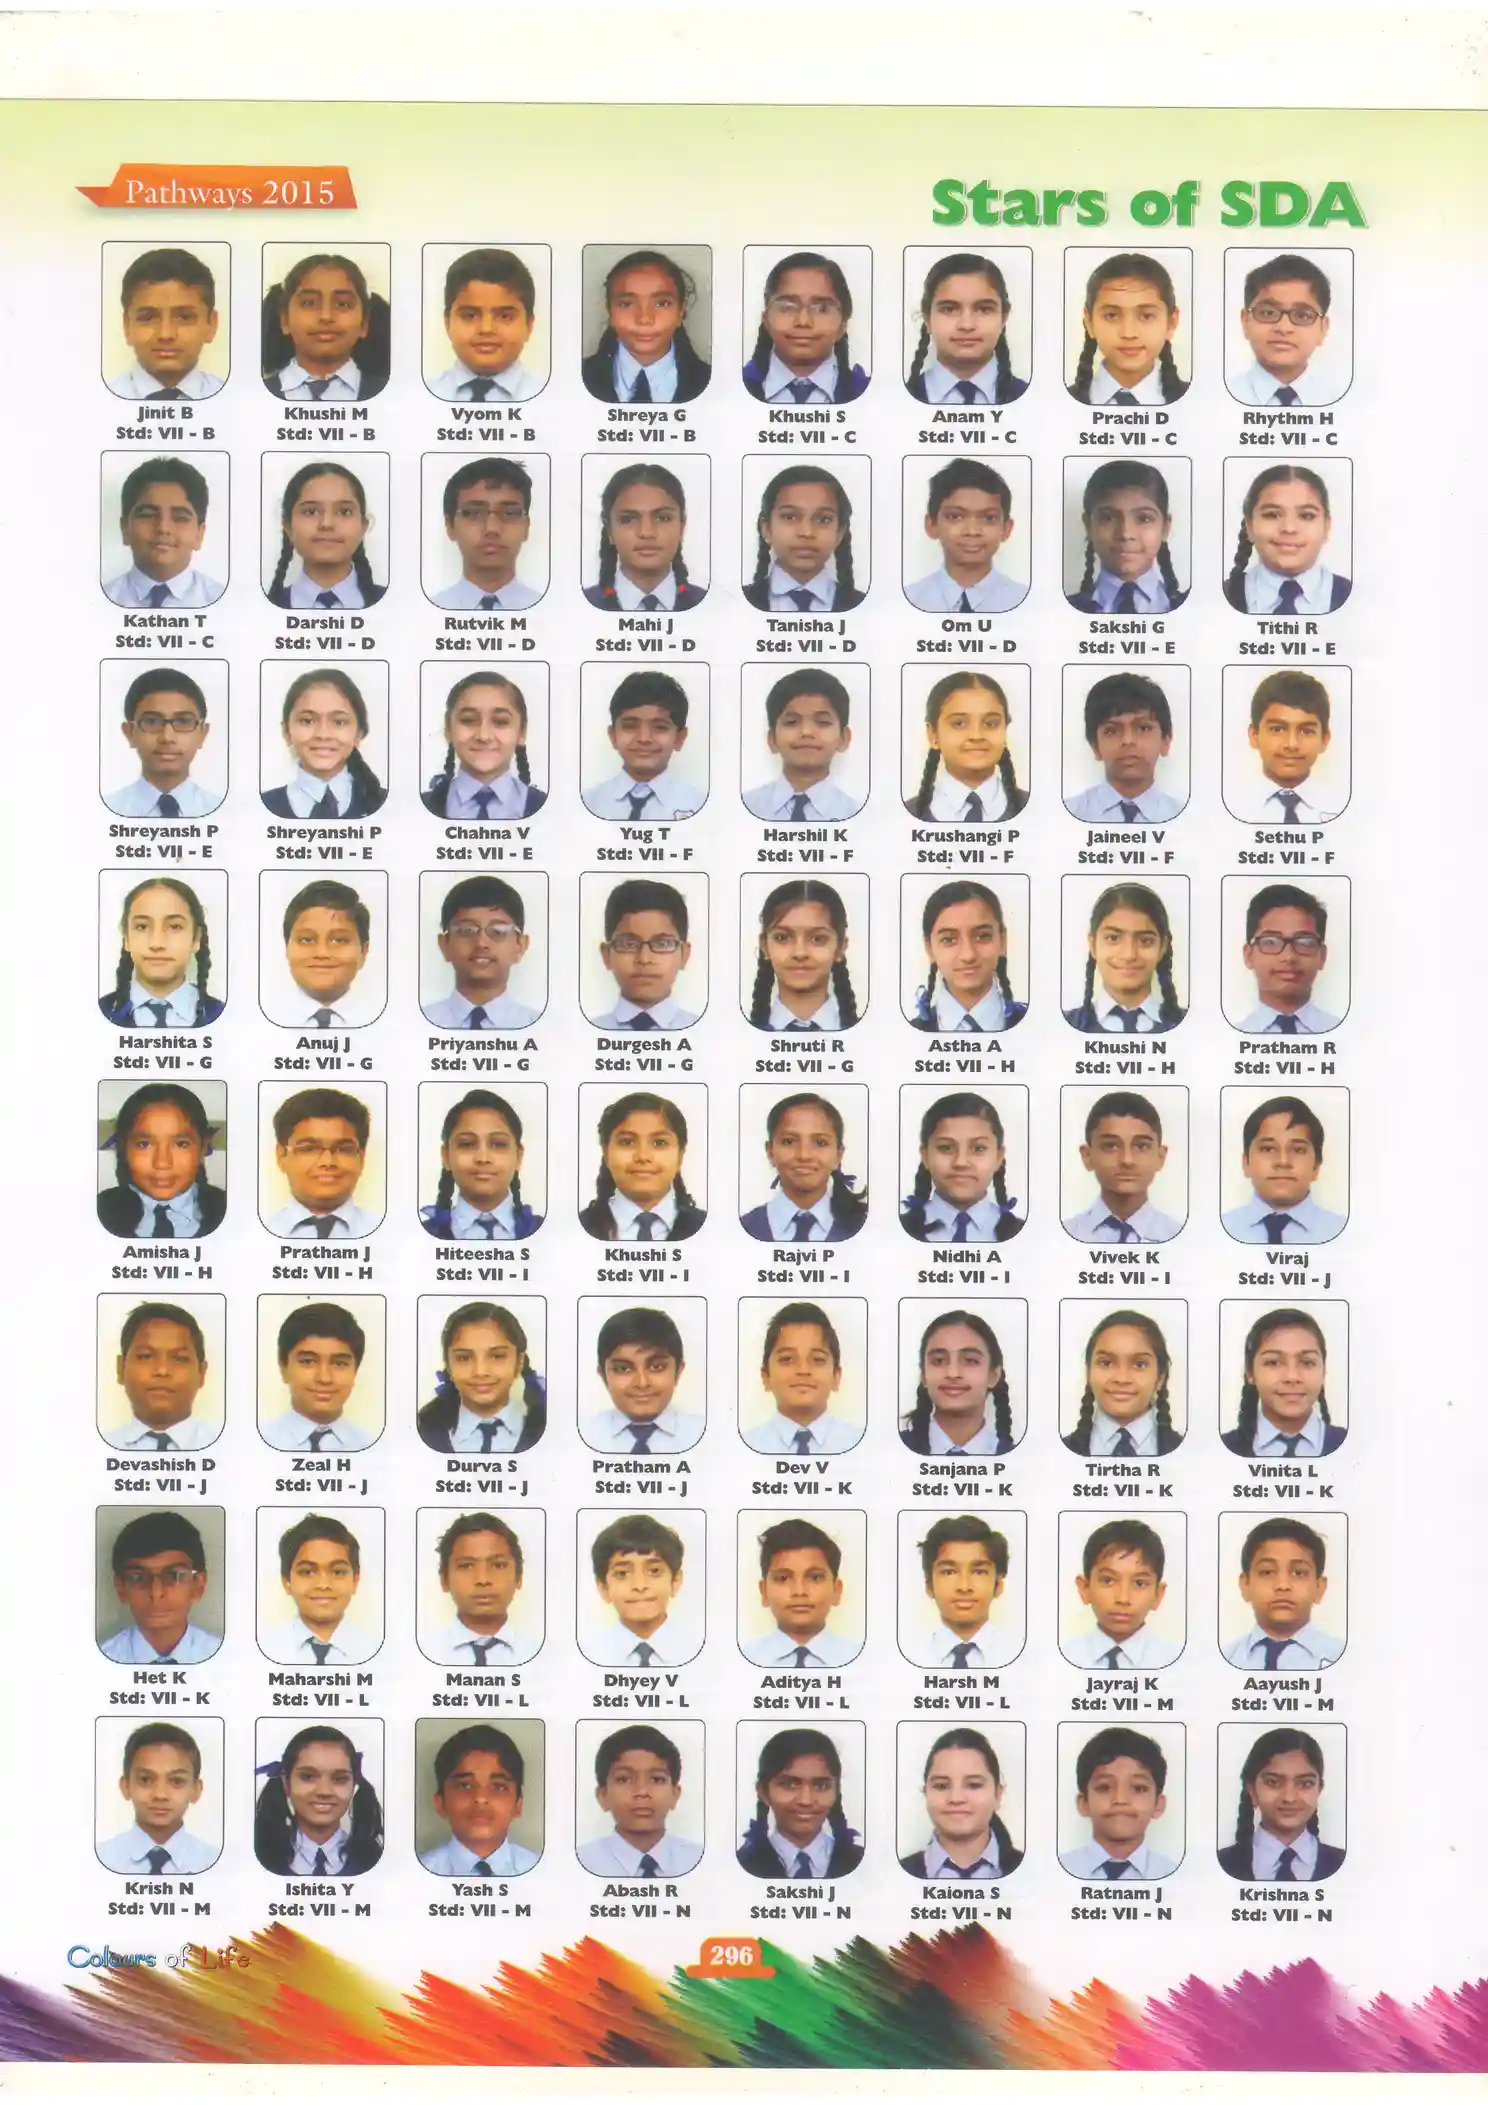 Pathways 2015
Stars of SDA
Jinit B Khushi M Vyom K Shreya G Khushi S Anam Y Prachi D Rhythm H
Std: VII - B Std: VII - B Std: VII - B Std: VII - B Std: VII - C Std: VII - C Std: VII - C Std: VII - C
Kathan T Darshi D Rutvik M Mahi J Tanisha J Om U Sakshi G Tithi R
Std: VII - C Std: VII - D Std: VII - D Std: VII - D Std: VII - D Std: VII - D Std: VII - E Std: VII - E
Shreyansh P Shreyanshi P Chahna V Yug T Harshil K Krushangi P Jaineel V Sethu P
Std: VII - E Std: VII - E Std: VII - E Std: VII - F Std: VII - F Std: VII - F Std: VII - F Std: VII - F
Harshita S Anuj J Priyanshu A Durgesh A Shruti R Astha A Khushi N Pratham R
Std: VII - G Std: VII - G Std: VII - G Std: VII - G Std: VII - G Std: VII - H Std: VII - H Std: VII - H
Amisha J Pratham J Hiteesha S Khushi S Rajvi P Nidhi A Vivek K Viraj
Std: VII - H Std: VII - H Std: VII - I Std: VII - I Std: VII - I Std: VII - I Std: VII - I Std: VII - J
Devashish D Zeal H Durva S Pratham A Dev V Sanjana P Tirtha R Vinita L
Std: VII - J Std: VII - J Std: VII - J Std: VII - J Std: VII - K Std: VII - K Std: VII - K Std: VII - K
Het K Maharshi M Manan S Dhyey V Aditya H Harsh M Jayraj K Aayush J
Std: VII - K Std: VII - L Std: VII - L Std: VII - L Std: VII - L Std: VII - L Std: VII - M Std: VII - M
Krish N Ishita Y Yash S Abash R Sakshi J Kaiona S Ratnam J Krishna S
Std: VII - M Std: VII - M Std: VII - M Std: VII - N Std: VII - N Std: VII - N Std: VII - N Std: VII - N
Colours of Life
296